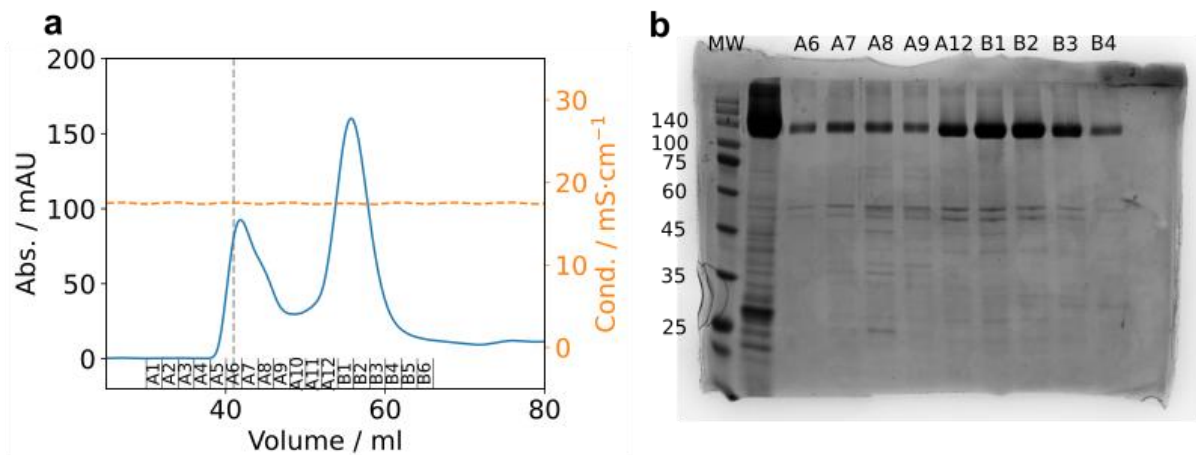 a
200
150
100
50
0
Abs. / mAU
30
20
10
0
Cond. / mS·cm⁻¹
A1 A2 A3 A4 A5 A6 A7 A8 A9 A10 A11 A12 B1 B2 B3 B4 B5 B6
40 60 80
Volume / ml
b
MW A6 A7 A8 A9 A12 B1 B2 B3 B4
140
100
75
60
45
35
25